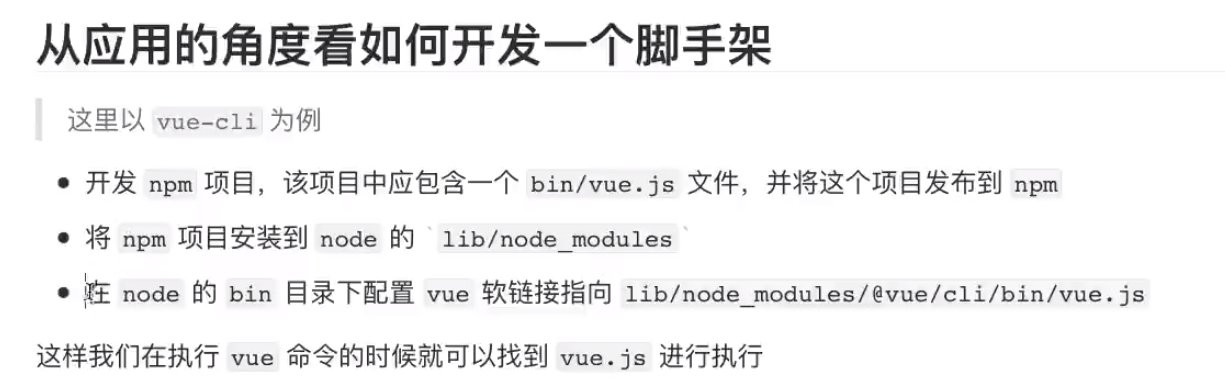 从应用的角度看如何开发一个脚手架
这里以 vue-cli 为例
• 开发 npm 项目，该项目中应包含一个 bin/vue.js 文件，并将这个项目发布到 npm
• 将 npm 项目安装到 node 的 `lib/node_modules`
• 在 node 的 bin 目录下配置 vue 软链接指向 lib/node_modules/@vue/cli/bin/vue.js
这样我们在执行 vue 命令的时候就可以找到 vue.js 进行执行